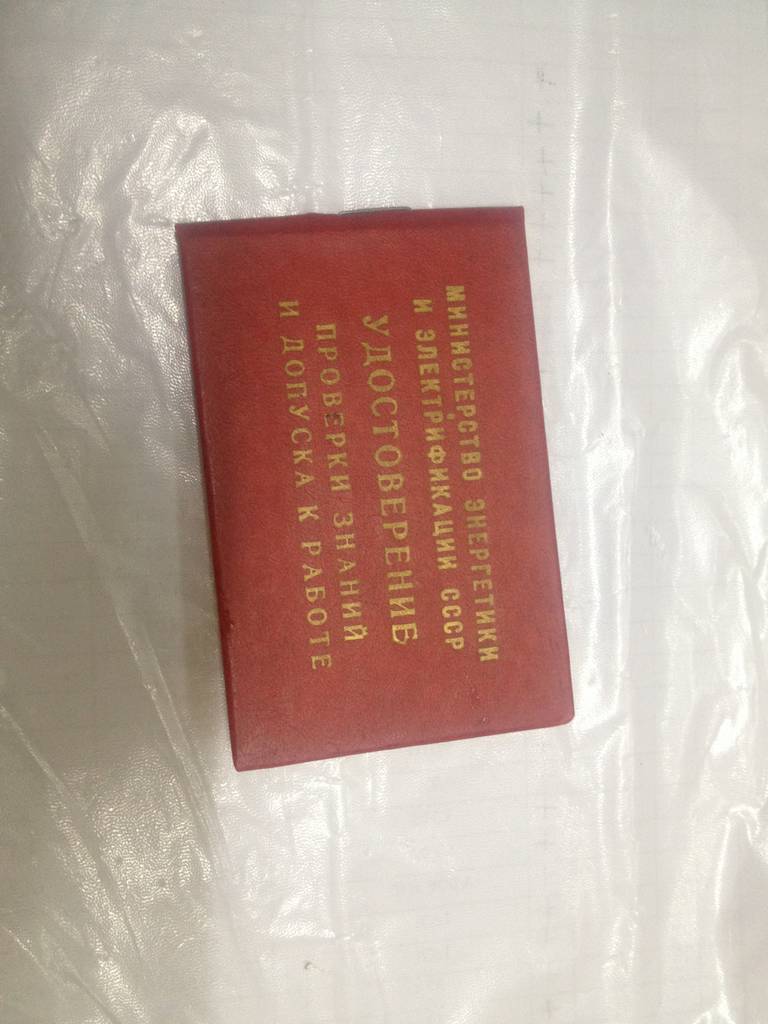 МИНИСТЕРСТВО ЭНЕРГЕТИКИ
И ЭЛЕКТРИФИКАЦИИ СССР
УДОСТОВЕРЕНИЕ
ПРОВЕРКИ ЗНАНИЙ
И ДОПУСКА К РАБОТЕ